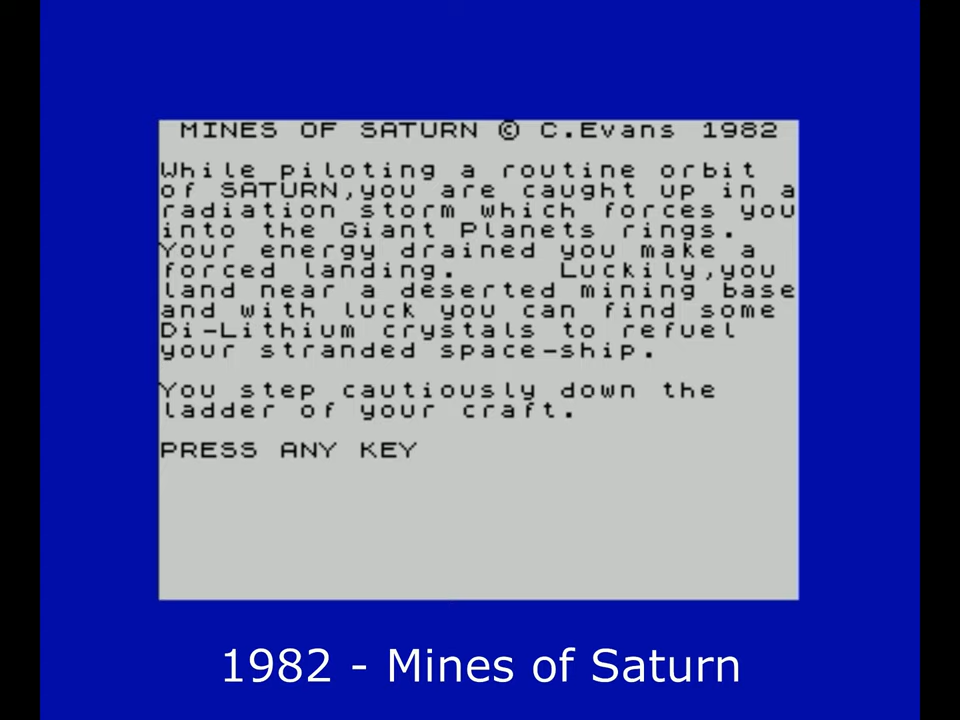 MINES OF SATURN © C.Evans 1982
While piloting a routine orbit
of SATURN,you are caught up in a
radiation storm which forces you
into the Giant Planets rings.
Your energy drained you make a
forced landing. Luckily,you
land near a deserted mining base
and with luck you can find some
Di-Lithium crystals to refuel
your stranded space-ship.
You step cautiously down the
ladder of your craft.
PRESS ANY KEY
1982 - Mines of Saturn